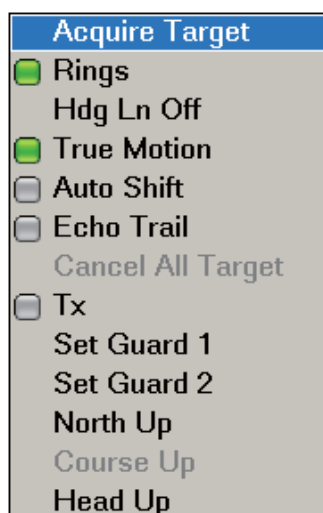 Acquire Target
Rings
Hdg Ln Off
True Motion
Auto Shift
Echo Trail
Cancel All Target
Tx
Set Guard 1
Set Guard 2
North Up
Course Up
Head Up